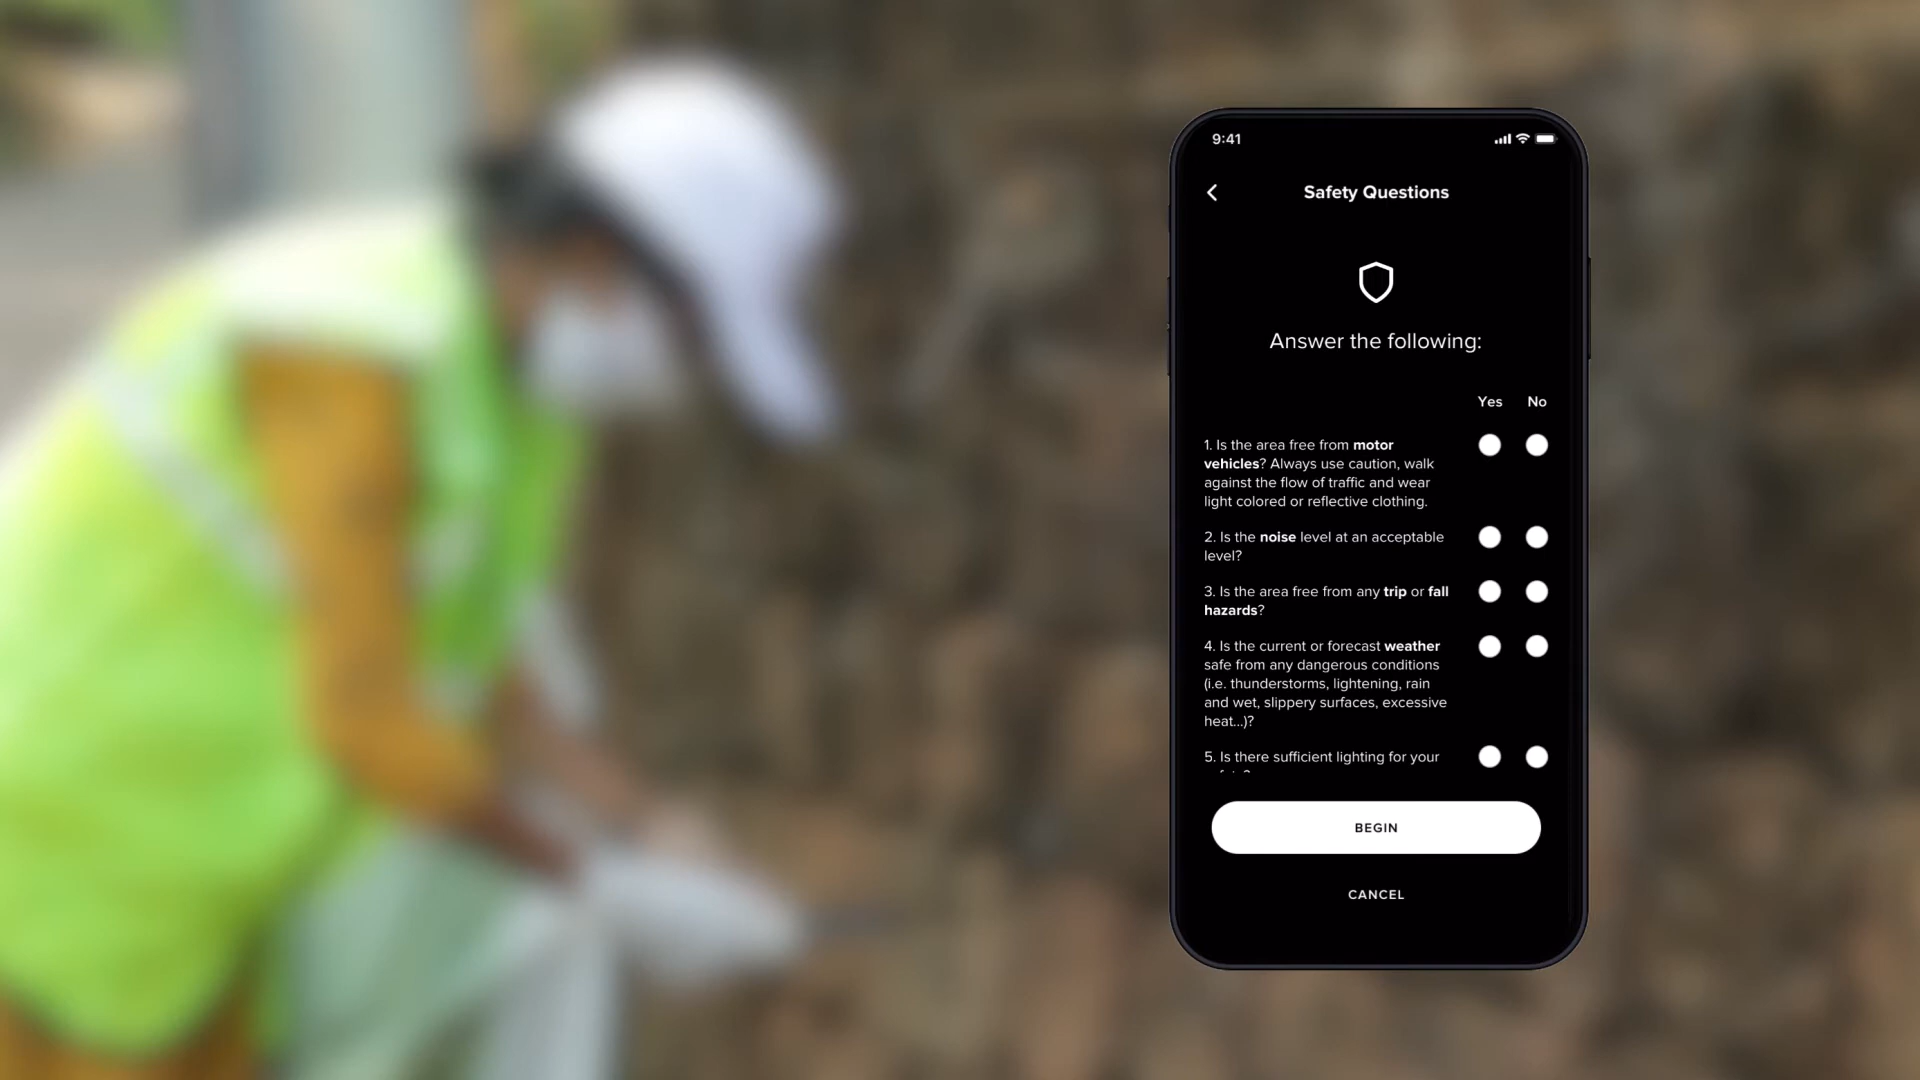 9:41
Safety Questions
Answer the following:
Yes No
1. Is the area free from motor
vehicles? Always use caution, walk
against the flow of traffic and wear
light colored or reflective clothing.
2. Is the noise level at an acceptable
level?
3. Is the area free from any trip or fall
hazards?
4. Is the current or forecast weather
safe from any dangerous conditions
(i.e. thunderstorms, lightening, rain
and wet, slippery surfaces, excessive
heat...)?
5. Is there sufficient lighting for your
BEGIN
CANCEL